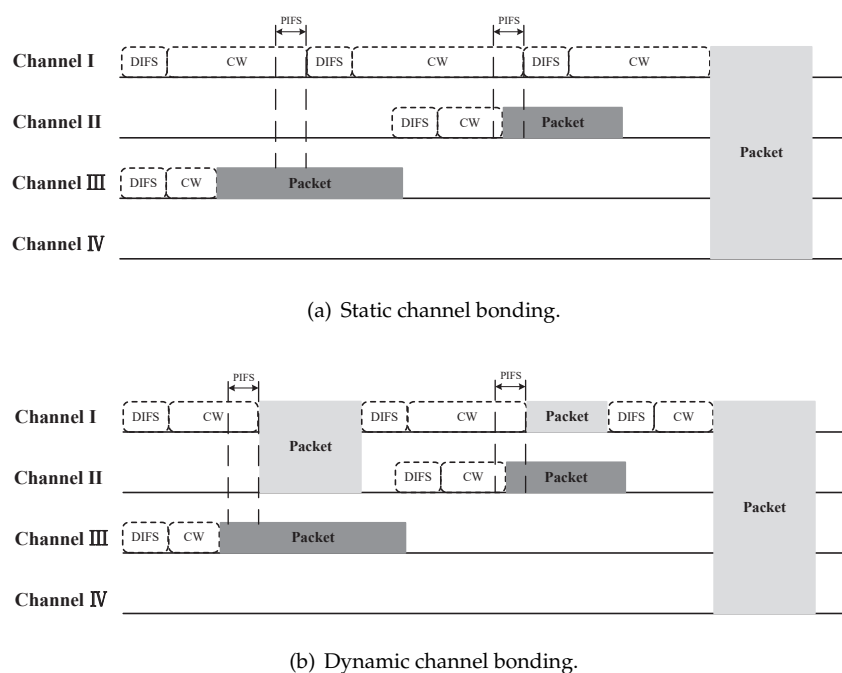 PIFS PIFS
Channel I DIFS CW DIFS CW DIFS CW
Channel II DIFS CW Packet
Packet
Channel Ⅲ DIFS CW Packet
Channel Ⅳ
(a) Static channel bonding.
PIFS PIFS
Channel I DIFS CW DIFS CW Packet DIFS CW
Packet
Channel II DIFS CW Packet
Packet
Channel Ⅲ DIFS CW Packet
Channel Ⅳ
(b) Dynamic channel bonding.